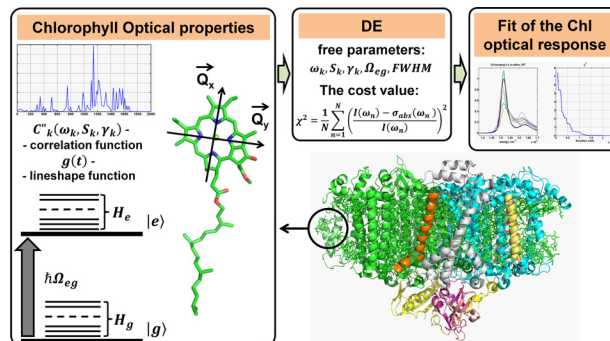 Chlorophyll Optical properties
C''ₖ(ωₖ, Sₖ, γₖ) -
- correlation function
g(t) -
- lineshape function
Hₑ
|e⟩
ℏΩₑg
Hg
|g⟩
Qₓ
Qᵧ
DE
free parameters:
ωₖ, Sₖ, γₖ, Ωₑg, FWHM
The cost value:
χ² = 1/N ∑ₙ₌₁ᴺ ((I(ωₙ) − σₐbₛ(ωₙ)) / I(ωₙ))²
Fit of the Chl
optical response